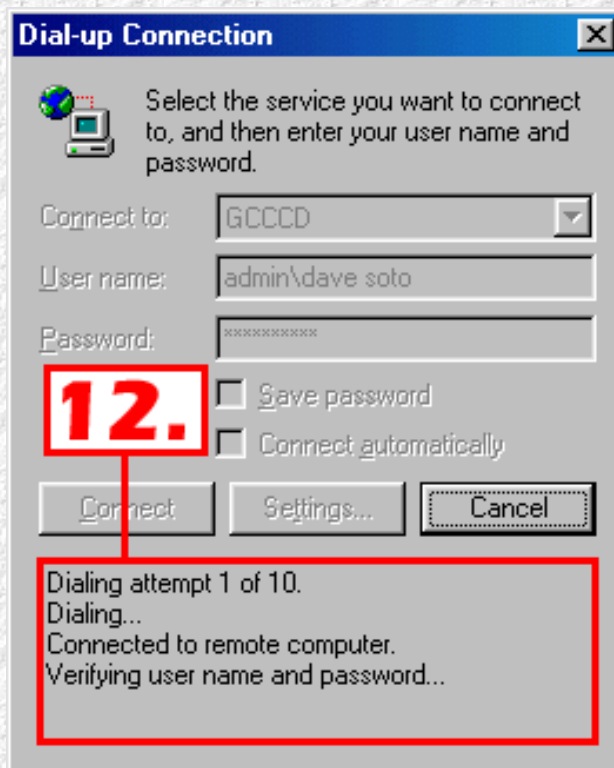 Dial-up Connection
Select the service you want to connect
to, and then enter your user name and
password.
Connect to:
GCCCD
User name:
admin\dave soto
Password:
**********
12.
Save password
Connect automatically
Connect
Settings...
Cancel
Dialing attempt 1 of 10.
Dialing...
Connected to remote computer.
Verifying user name and password...